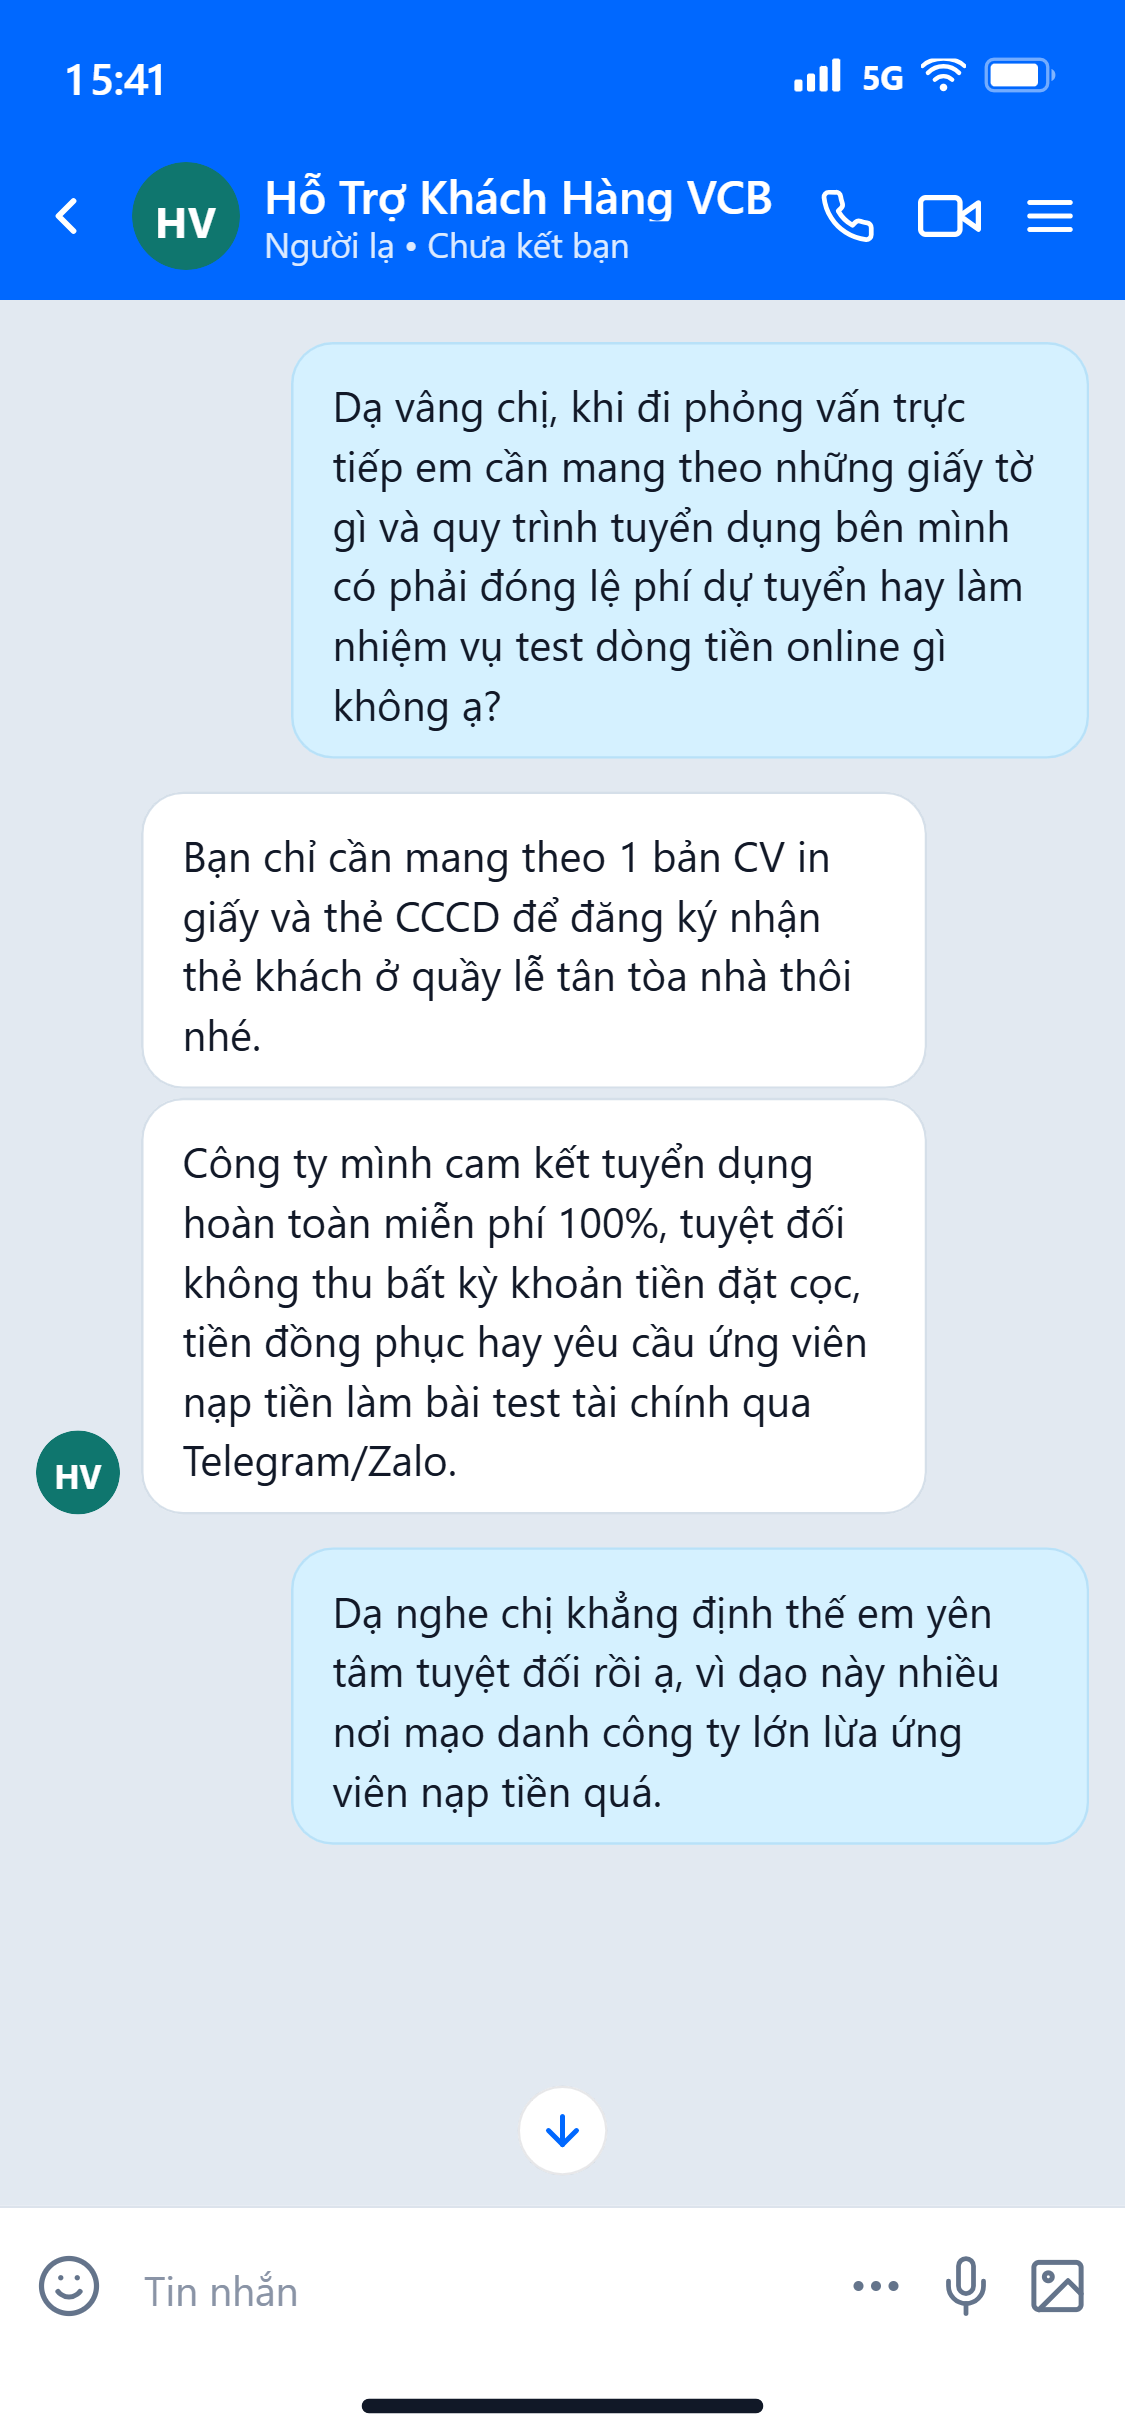 15:41
5G
HV
Hỗ Trợ Khách Hàng VCB
Người lạ • Chưa kết bạn
Dạ vâng chị, khi đi phỏng vấn trực
tiếp em cần mang theo những giấy tờ
gì và quy trình tuyển dụng bên mình
có phải đóng lệ phí dự tuyển hay làm
nhiệm vụ test dòng tiền online gì
không ạ?
Bạn chỉ cần mang theo 1 bản CV in
giấy và thẻ CCCD để đăng ký nhận
thẻ khách ở quầy lễ tân tòa nhà thôi
nhé.
Công ty mình cam kết tuyển dụng
hoàn toàn miễn phí 100%, tuyệt đối
không thu bất kỳ khoản tiền đặt cọc,
tiền đồng phục hay yêu cầu ứng viên
nạp tiền làm bài test tài chính qua
Telegram/Zalo.
HV
Dạ nghe chị khẳng định thế em yên
tâm tuyệt đối rồi ạ, vì dạo này nhiều
nơi mạo danh công ty lớn lừa ứng
viên nạp tiền quá.
Tin nhắn